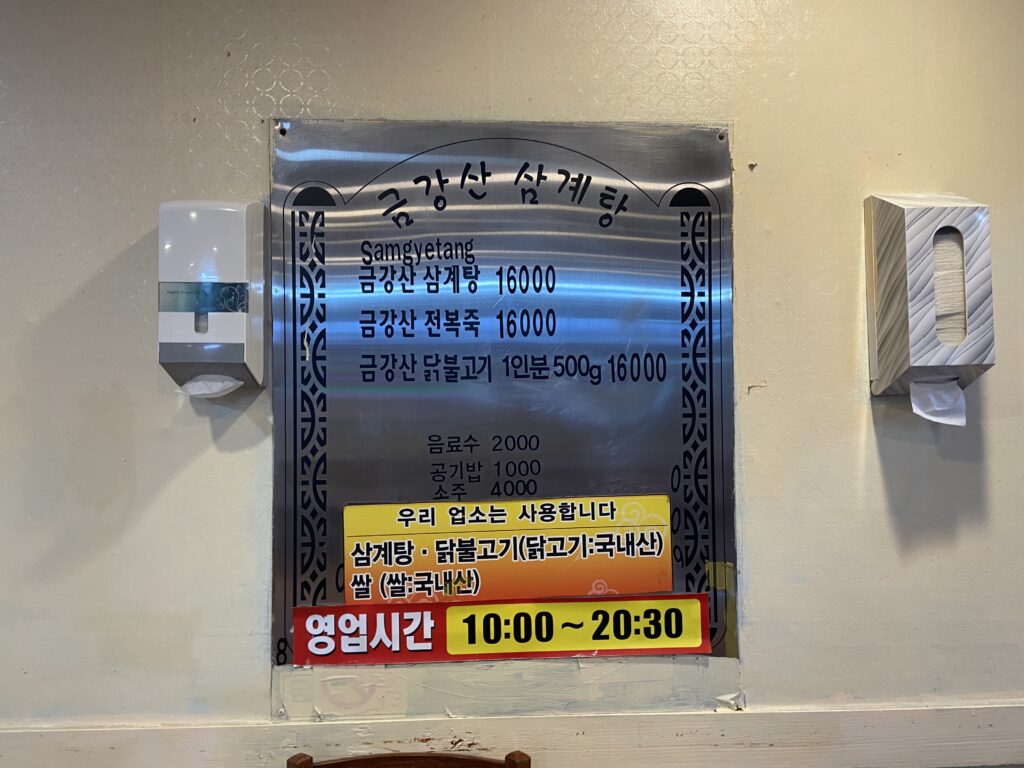 금강산 삼계탕
Samgyetang
금강산 삼계탕 16000
금강산 전복죽 16000
금강산 닭불고기 1인분 500g 16000
음료수 2000
공기밥 1000
소주 4000
우리 업소는 사용합니다
삼계탕 · 닭불고기(닭고기:국내산)
쌀 (쌀:국내산)
영업시간 10:00 ~ 20:30